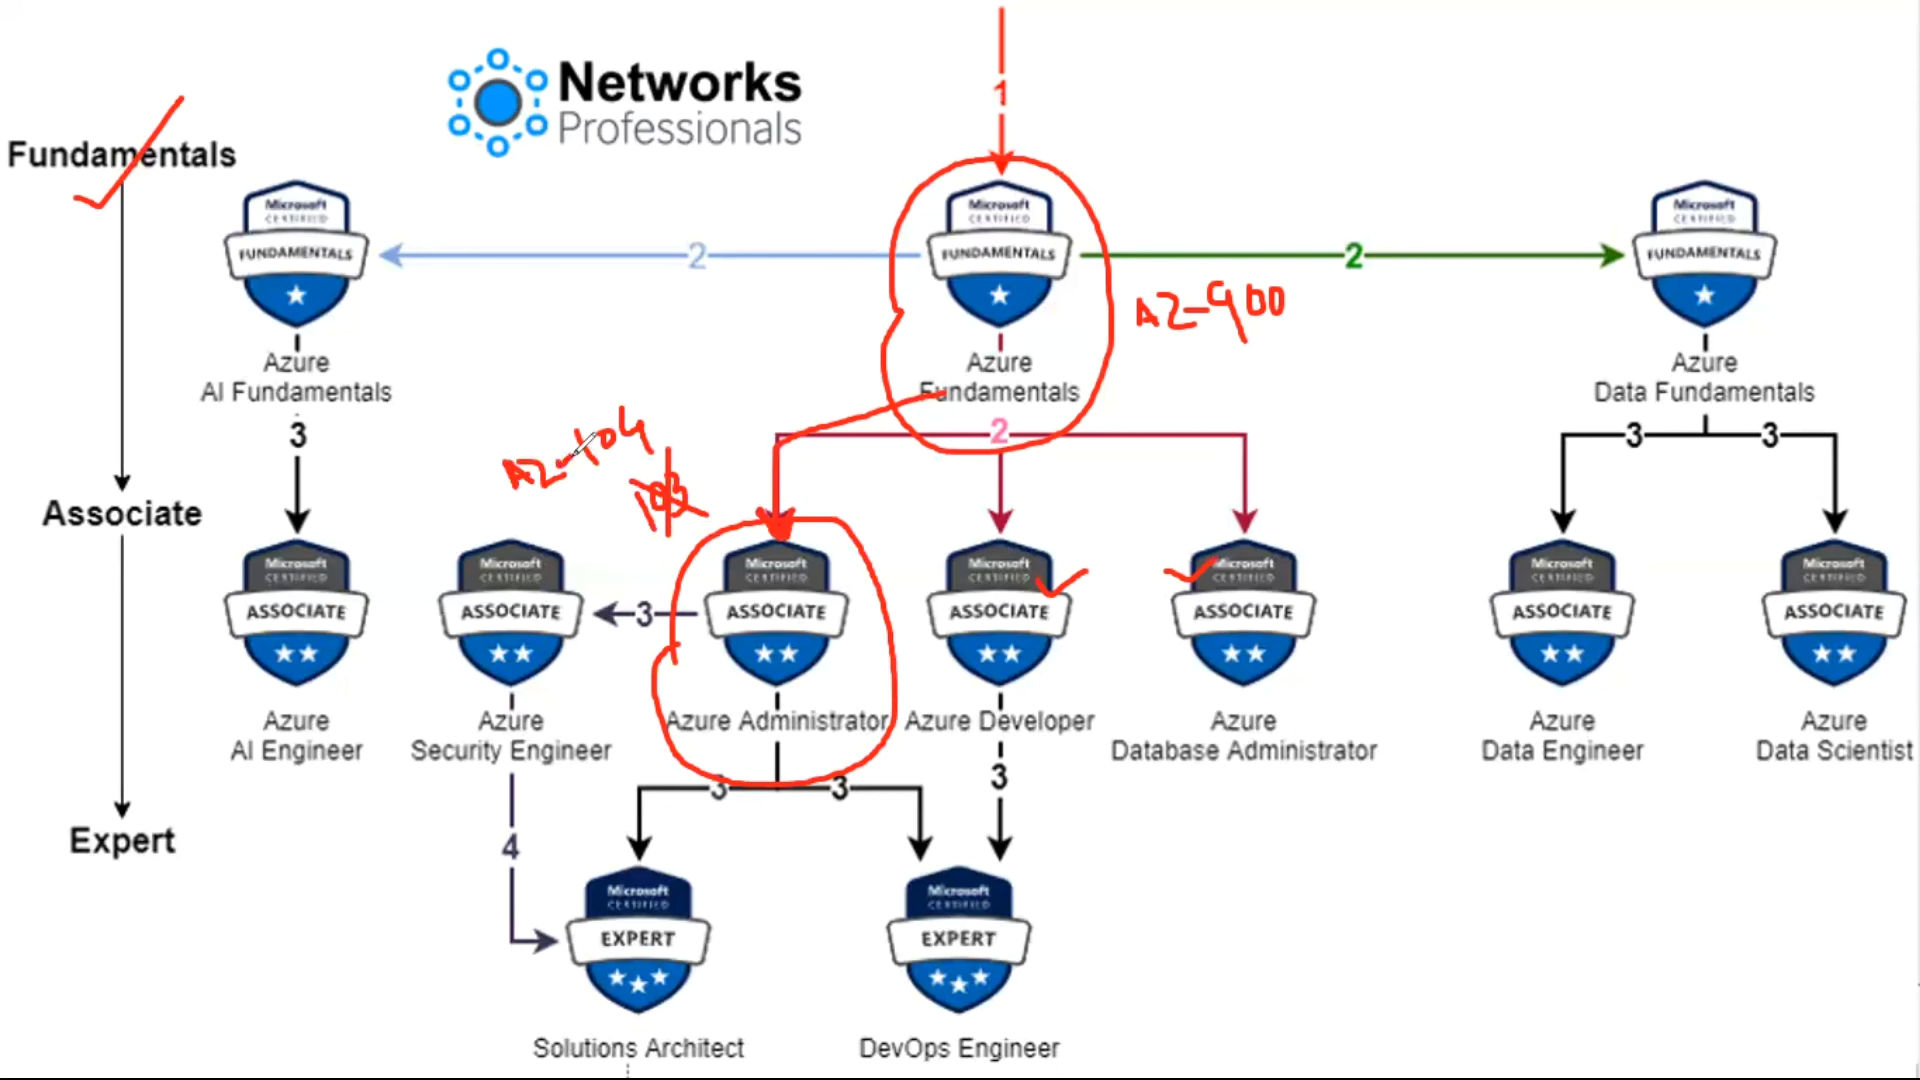 1
Networks
Professionals
Fundamentals
Microsoft
CERTIFIED
FUNDAMENTALS
Azure
AI Fundamentals
2
Microsoft
CERTIFIED
FUNDAMENTALS
Azure
Fundamentals
AZ-900
2
Microsoft
CERTIFIED
FUNDAMENTALS
Azure
Data Fundamentals
3
AZ-104
103
2
3
3
Associate
Microsoft
CERTIFIED
ASSOCIATE
Azure
AI Engineer
Microsoft
CERTIFIED
ASSOCIATE
Azure
Security Engineer
3
Microsoft
CERTIFIED
ASSOCIATE
Azure Administrator
Microsoft
CERTIFIED
ASSOCIATE
Azure Developer
Microsoft
CERTIFIED
ASSOCIATE
Azure
Database Administrator
Microsoft
CERTIFIED
ASSOCIATE
Azure
Data Engineer
Microsoft
CERTIFIED
ASSOCIATE
Azure
Data Scientist
3
3
3
4
Expert
Microsoft
CERTIFIED
EXPERT
Solutions Architect
Microsoft
CERTIFIED
EXPERT
DevOps Engineer